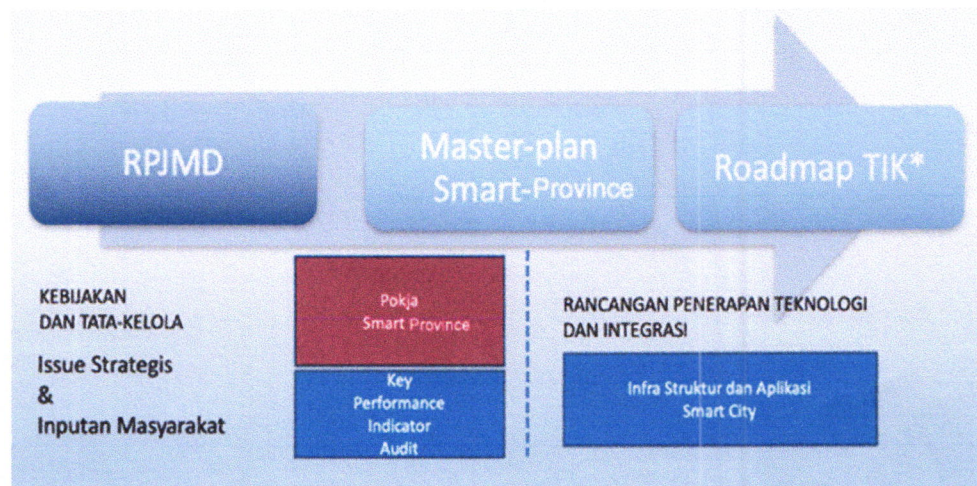 RPJMD
Master-plan
Smart-Province
Roadmap TIK*
KEBIJAKAN
DAN TATA-KELOLA
Issue Strategis
&
Inputan Masyarakat
Pokja
Smart Province
Key
Performance
Indicator
Audit
RANCANGAN PENERAPAN TEKNOLOGI
DAN INTEGRASI
Infra Struktur dan Aplikasi
Smart City